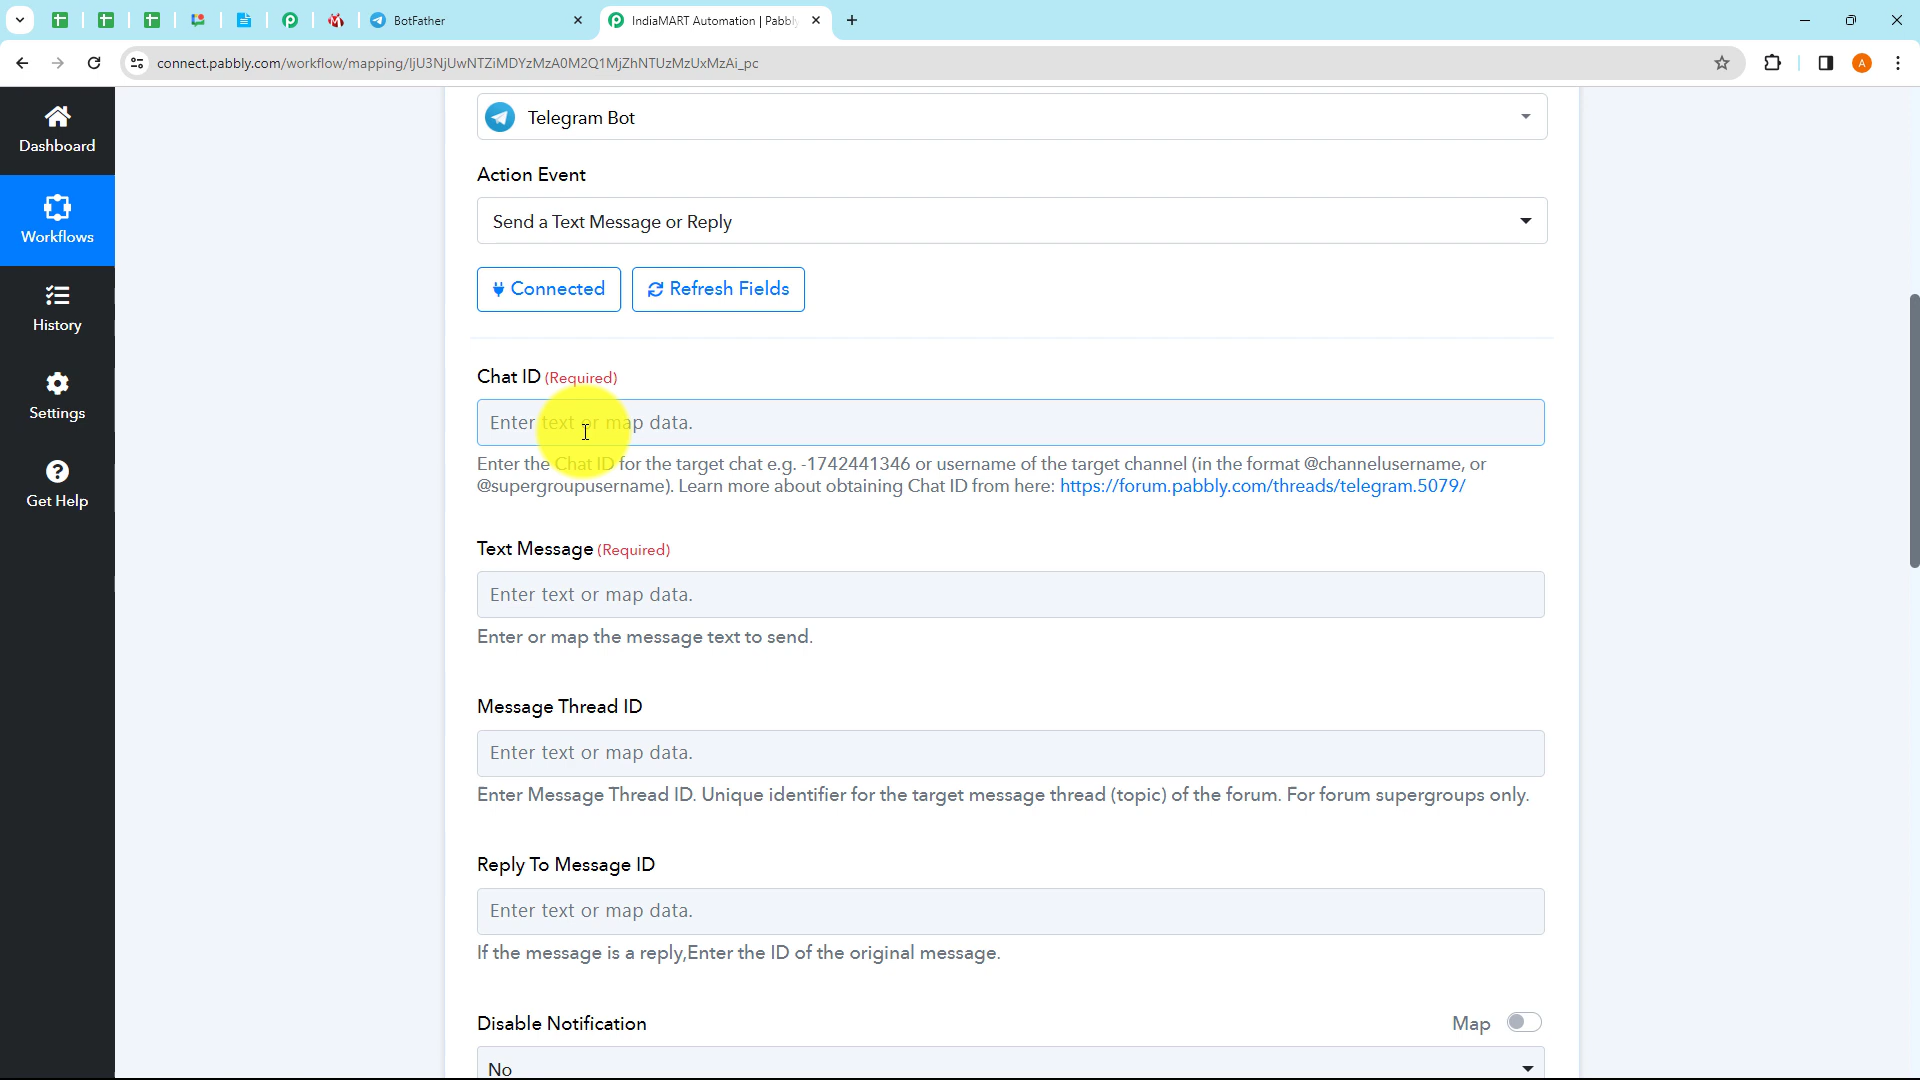 BotFather
IndiaMART Automation | Pabbl
connect.pabbly.com/workflow/mapping/IjU3NjUwNTZiMDYzMzA0M2Q1MjZhNTUzMzUxMzAi_pc
A
Dashboard
Workflows
History
Settings
Get Help
Telegram Bot
Action Event
Send a Text Message or Reply
Connected
Refresh Fields
Chat ID (Required)
Enter text or map data.
Enter the Chat ID for the target chat e.g. -1742441346 or username of the target channel (in the format @channelusername, or
@supergroupusername). Learn more about obtaining Chat ID from here: https://forum.pabbly.com/threads/telegram.5079/
Text Message (Required)
Enter text or map data.
Enter or map the message text to send.
Message Thread ID
Enter text or map data.
Enter Message Thread ID. Unique identifier for the target message thread (topic) of the forum. For forum supergroups only.
Reply To Message ID
Enter text or map data.
If the message is a reply,Enter the ID of the original message.
Disable Notification
Map
No